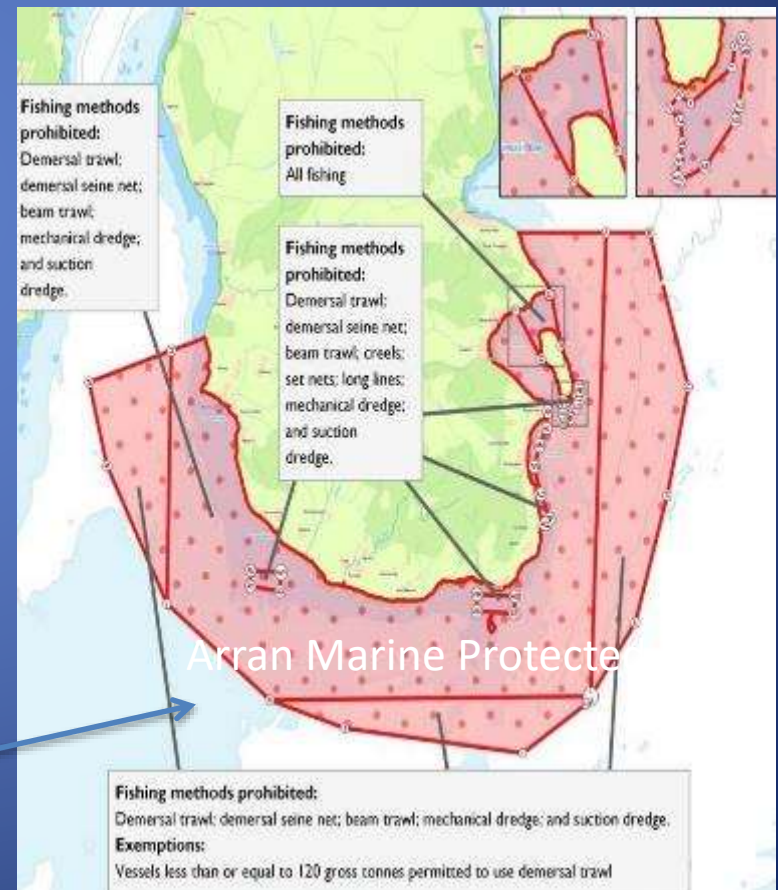 Fishing methods
prohibited:
Demersal trawl;
demersal seine net;
beam trawl;
mechanical dredge;
and suction
dredge.
Fishing methods
prohibited:
All fishing
Fishing methods
prohibited:
Demersal trawl;
demersal seine net;
beam trawl; creels;
set nets; long lines;
mechanical dredge;
and suction
dredge.
Arran Marine Protecte
Fishing methods prohibited:
Demersal trawl; demersal seine net; beam trawl; mechanical dredge; and suction dredge.
Exemptions:
Vessels less than or equal to 120 gross tonnes permitted to use demersal trawl